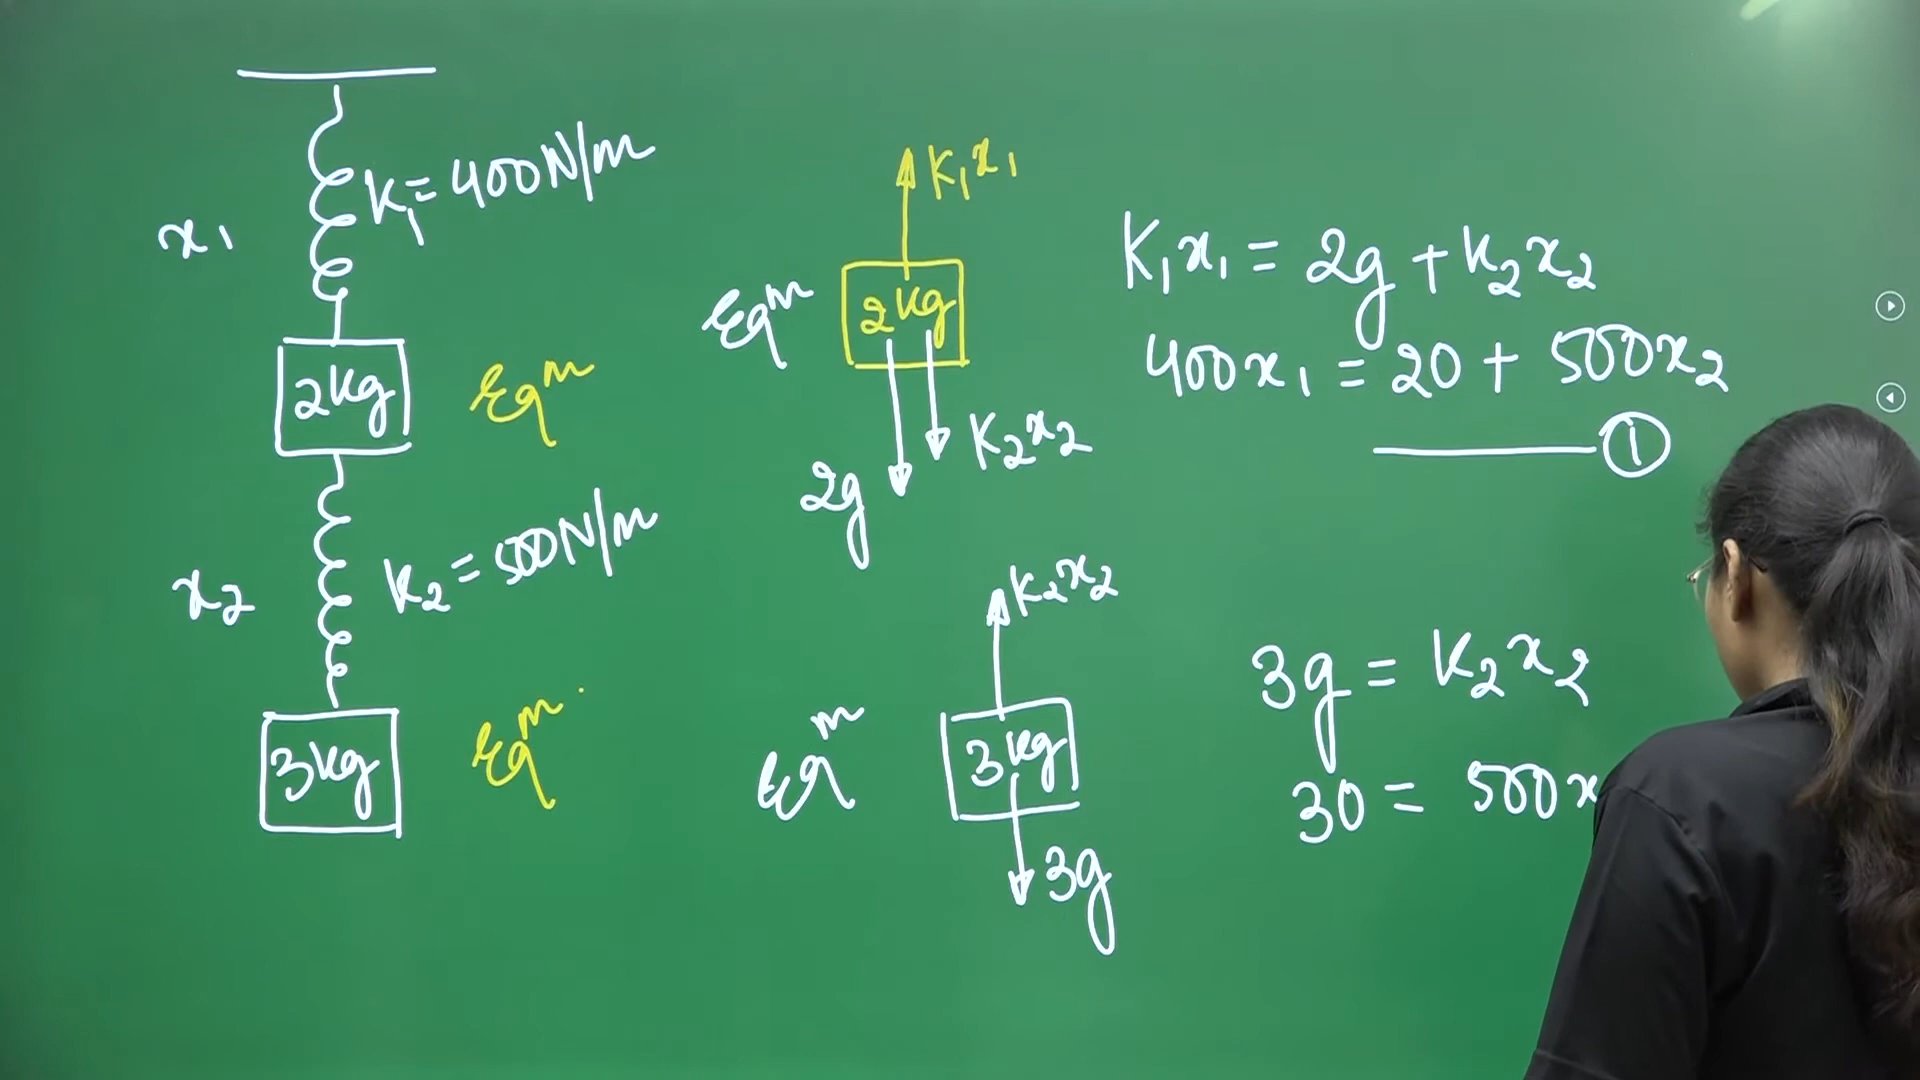 K₁ = 400N/m
x₁
2kg
Eqᵐ
K₂ = 500N/m
x₂
3kg
Eqᵐ
K₁x₁
Eqᵐ
2kg
K₂x₂
2g
K₂x₂
Eqᵐ
3kg
3g
K₁x₁ = 2g + K₂x₂
400x₁ = 20 + 500x₂
①
3g = K₂x₂
30 = 500x